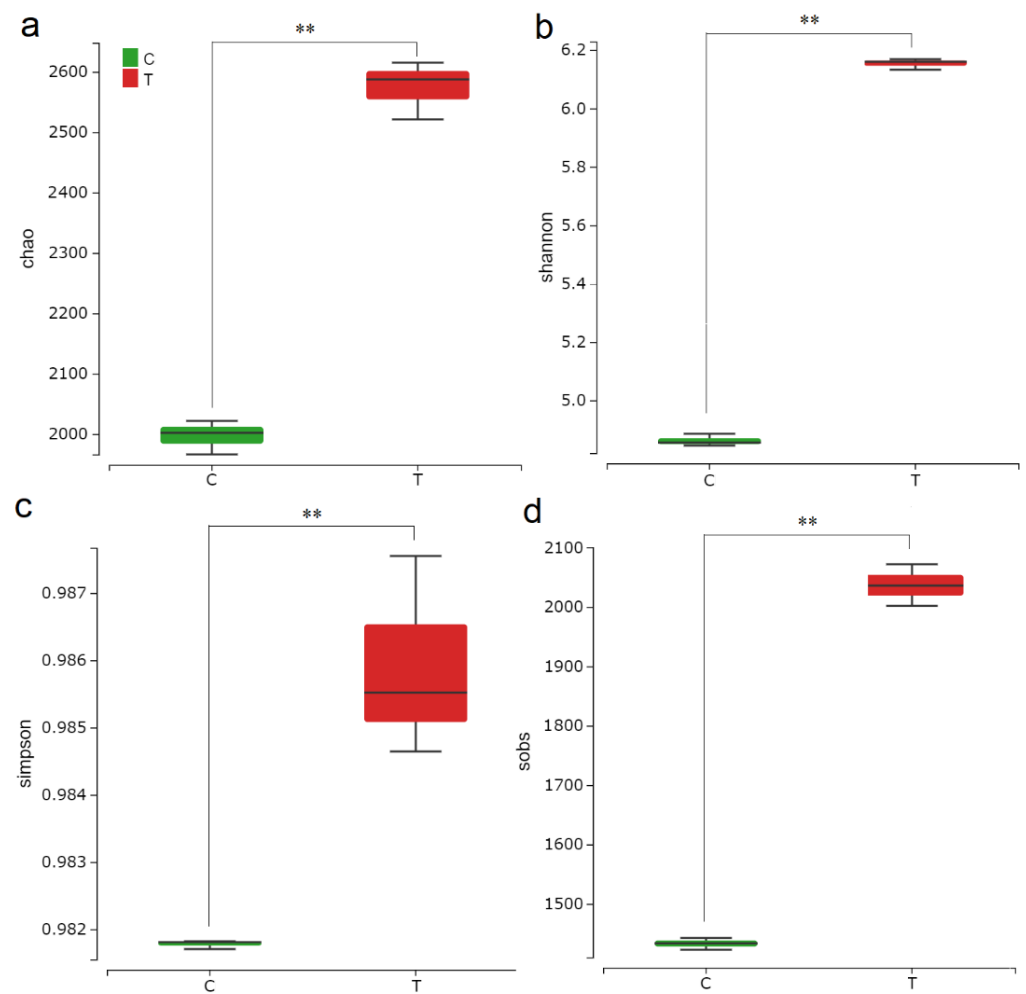 a
**
C
T
chao
2600
2500
2400
2300
2200
2100
2000
C
T
b
**
shannon
6.2
6.0
5.8
5.6
5.4
5.2
5.0
C
T
c
**
simpson
0.987
0.986
0.985
0.984
0.983
0.982
C
T
d
**
sobs
2100
2000
1900
1800
1700
1600
1500
C
T